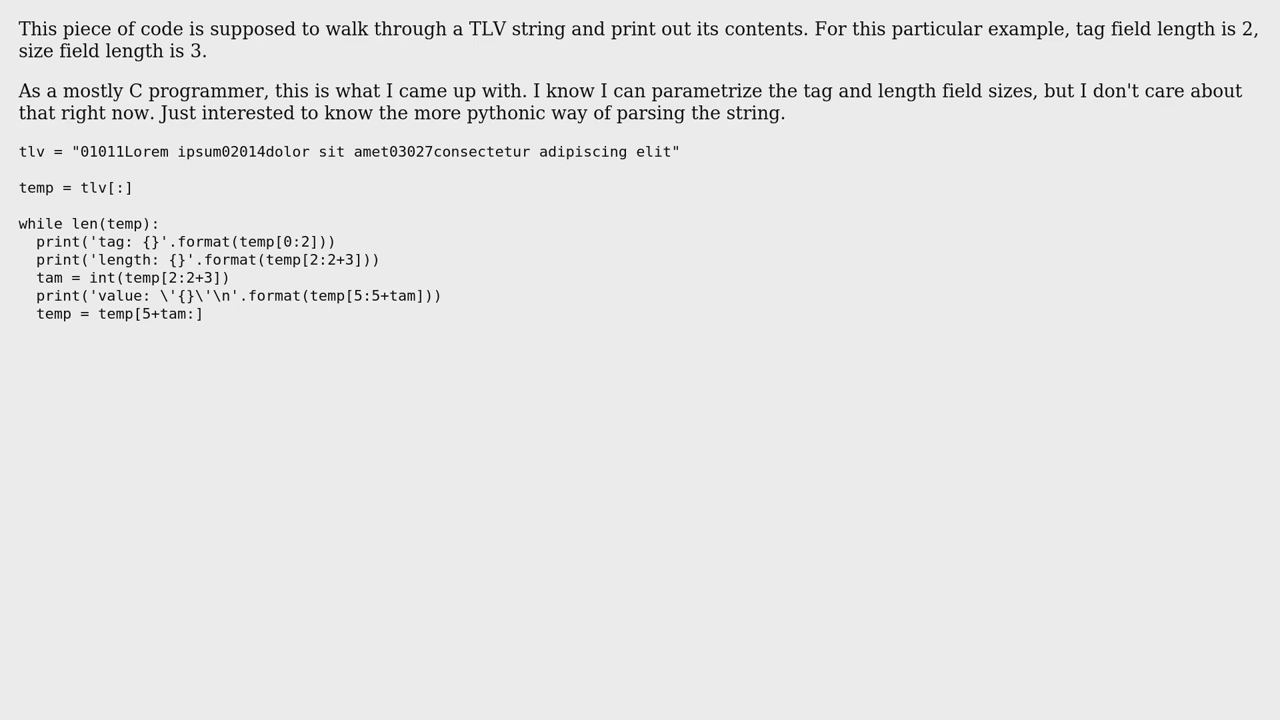 This piece of code is supposed to walk through a TLV string and print out its contents. For this particular example, tag field length is 2,
size field length is 3.
As a mostly C programmer, this is what I came up with. I know I can parametrize the tag and length field sizes, but I don't care about
that right now. Just interested to know the more pythonic way of parsing the string.
tlv = "01011Lorem ipsum02014dolor sit amet03027consectetur adipiscing elit"
temp = tlv[:]
while len(temp):
  print('tag: {}'.format(temp[0:2]))
  print('length: {}'.format(temp[2:2+3]))
  tam = int(temp[2:2+3])
  print('value: \'{}\'\n'.format(temp[5:5+tam]))
  temp = temp[5+tam:]